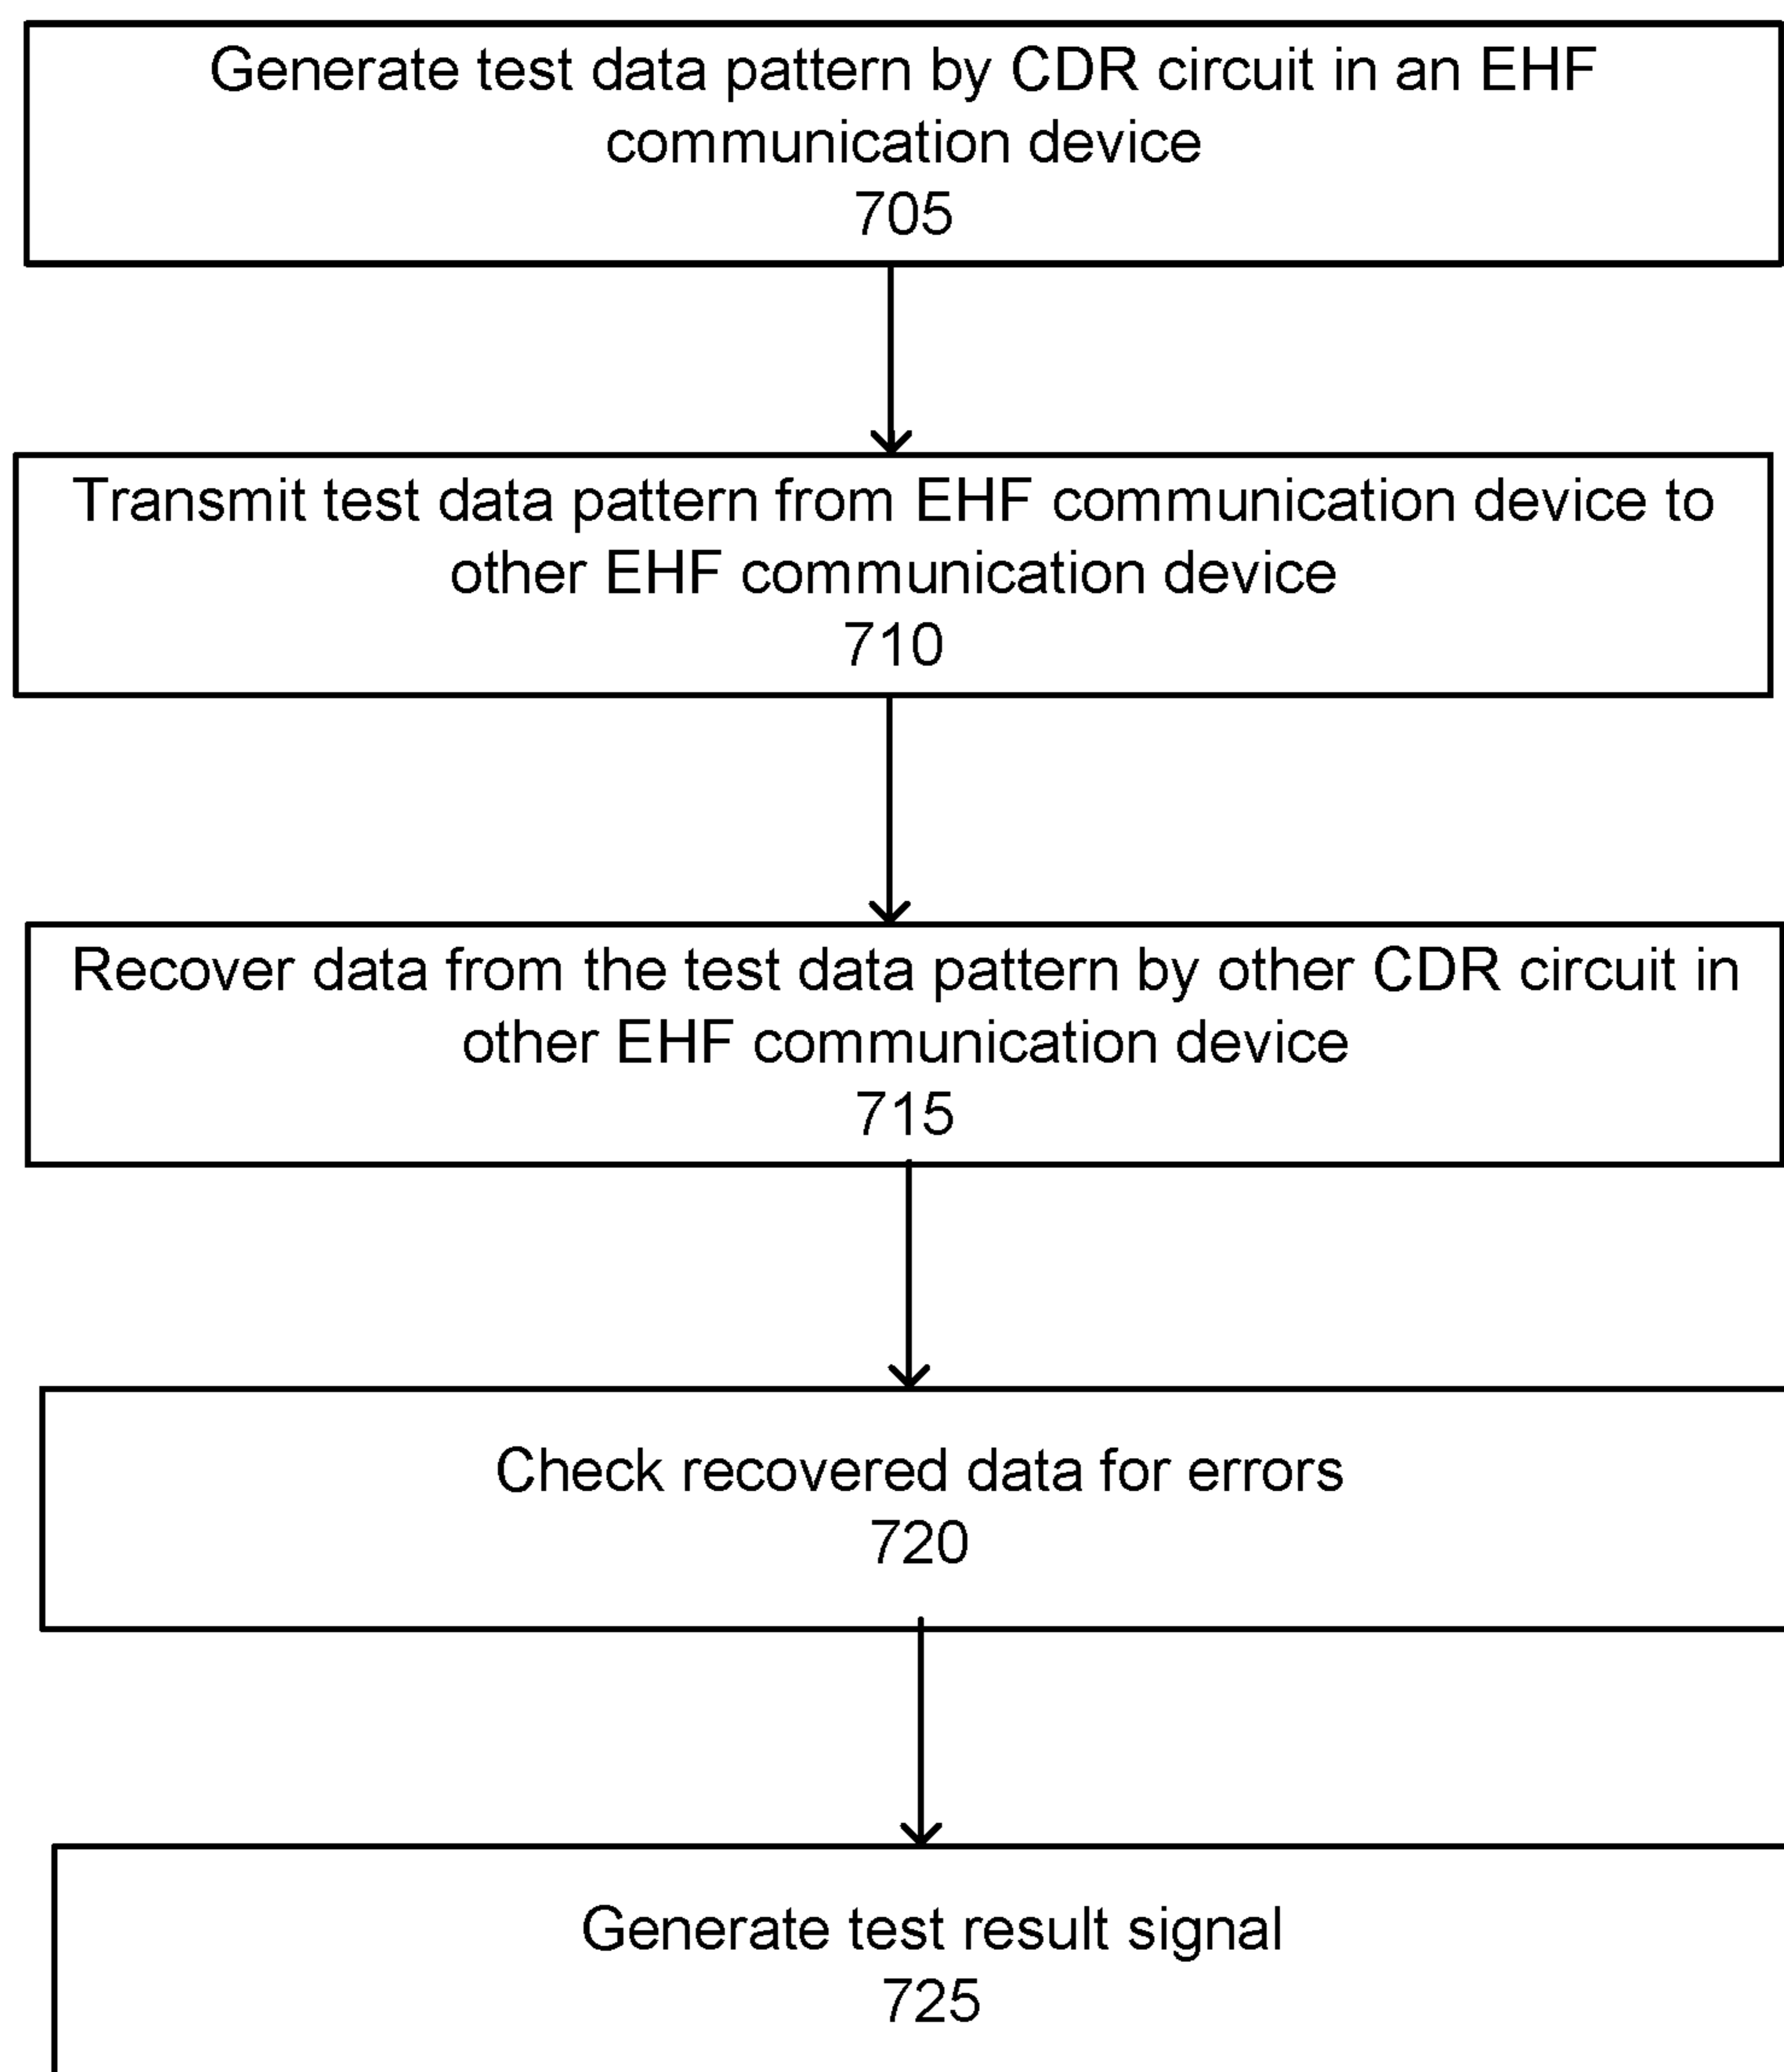 Generate test data pattern by CDR circuit in an EHF
communication device
705
Transmit test data pattern from EHF communication device to
other EHF communication device
710
Recover data from the test data pattern by other CDR circuit in
other EHF communication device
715
Check recovered data for errors
720
Generate test result signal
725